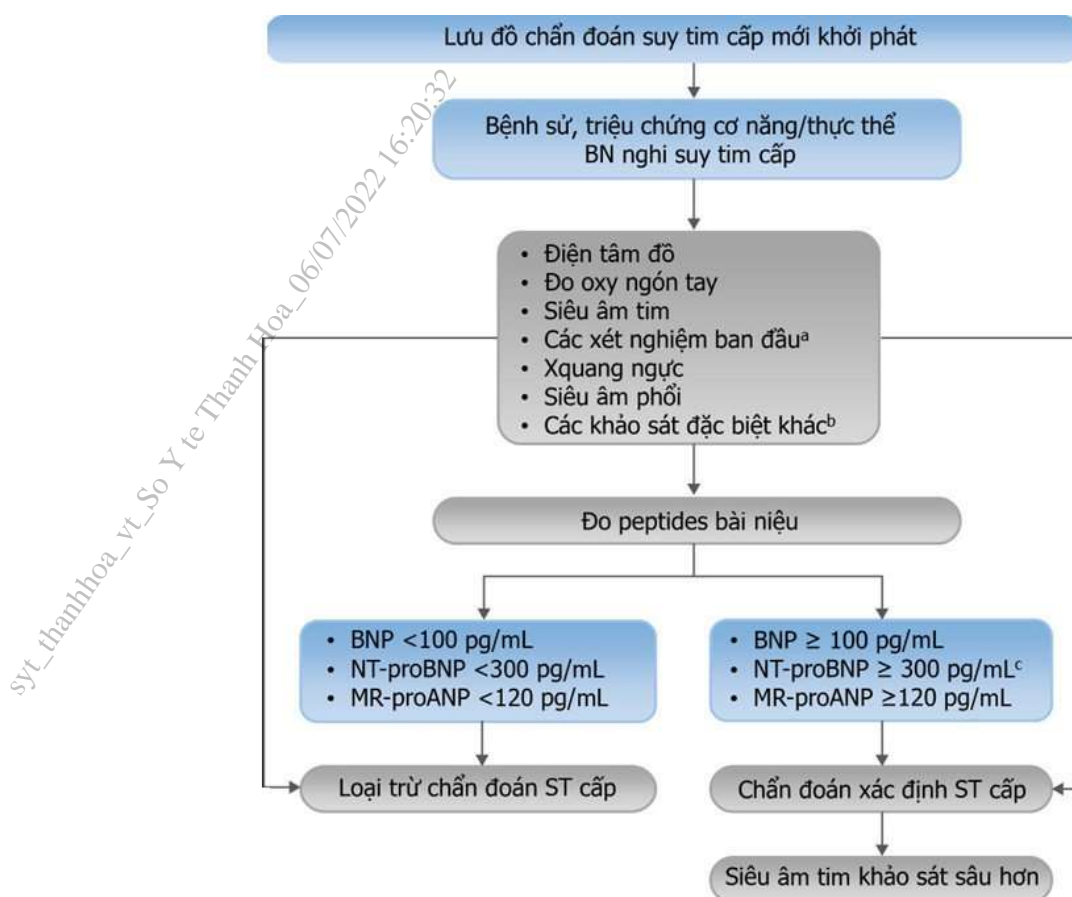 Lưu đồ chẩn đoán suy tim cấp mới khởi phát
Bệnh sử, triệu chứng cơ năng/thực thể
BN nghi suy tim cấp
• Điện tâm đồ
• Đo oxy ngón tay
• Siêu âm tim
• Các xét nghiệm ban đầuᵃ
• Xquang ngực
• Siêu âm phổi
• Các khảo sát đặc biệt khácᵇ
Đo peptides bài niệu
• BNP <100 pg/mL
• NT-proBNP <300 pg/mL
• MR-proANP <120 pg/mL
• BNP ≥ 100 pg/mL
• NT-proBNP ≥ 300 pg/mLᶜ
• MR-proANP ≥120 pg/mL
Loại trừ chẩn đoán ST cấp
Chẩn đoán xác định ST cấp
Siêu âm tim khảo sát sâu hơn
syt_thanhhoa_vt_So Y te Thanh Hoa_06/07/2022 16:20:32